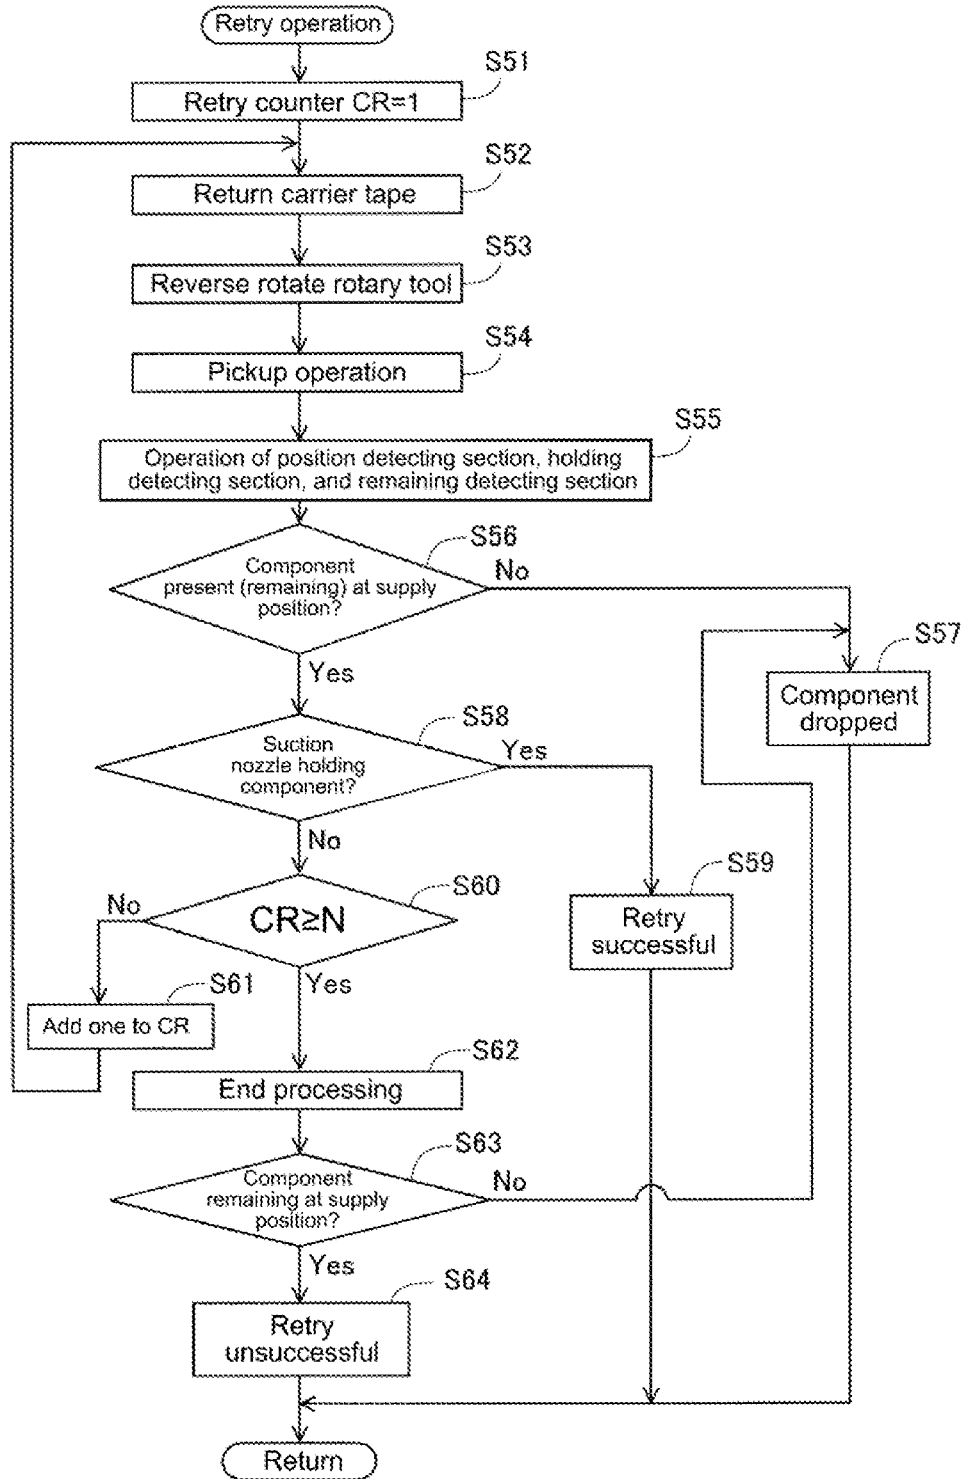 Retry operation
S51
Retry counter CR=1
S52
Return carrier tape
S53
Reverse rotate rotary tool
S54
Pickup operation
S55
Operation of position detecting section, holding
detecting section, and remaining detecting section
S56
Component
present (remaining) at supply
position?
No
Yes
S57
Component
dropped
S58
Suction
nozzle holding
component?
Yes
No
S59
Retry
successful
S60
CR≥N
No
Yes
S61
Add one to CR
S62
End processing
S63
Component
remaining at supply
position?
No
Yes
S64
Retry
unsuccessful
Return